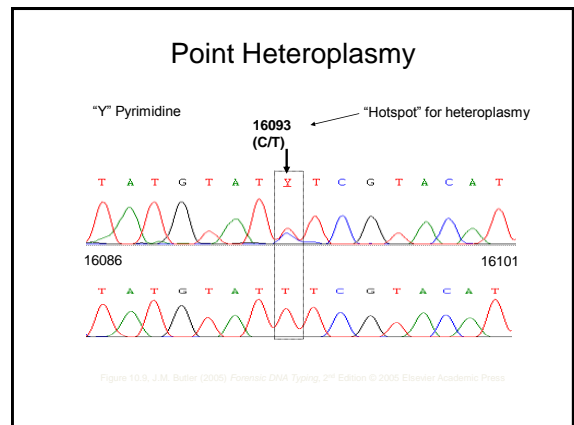 Point Heteroplasmy
“Y” Pyrimidine
16093
(C/T)
“Hotspot” for heteroplasmy
T A T G T A T Y T C G T A C A T
16086
16101
T A T G T A T T T C G T A C A T
Figure 10.9, J.M. Butler (2005) Forensic DNA Typing, 2nd Edition © 2005 Elsevier Academic Press